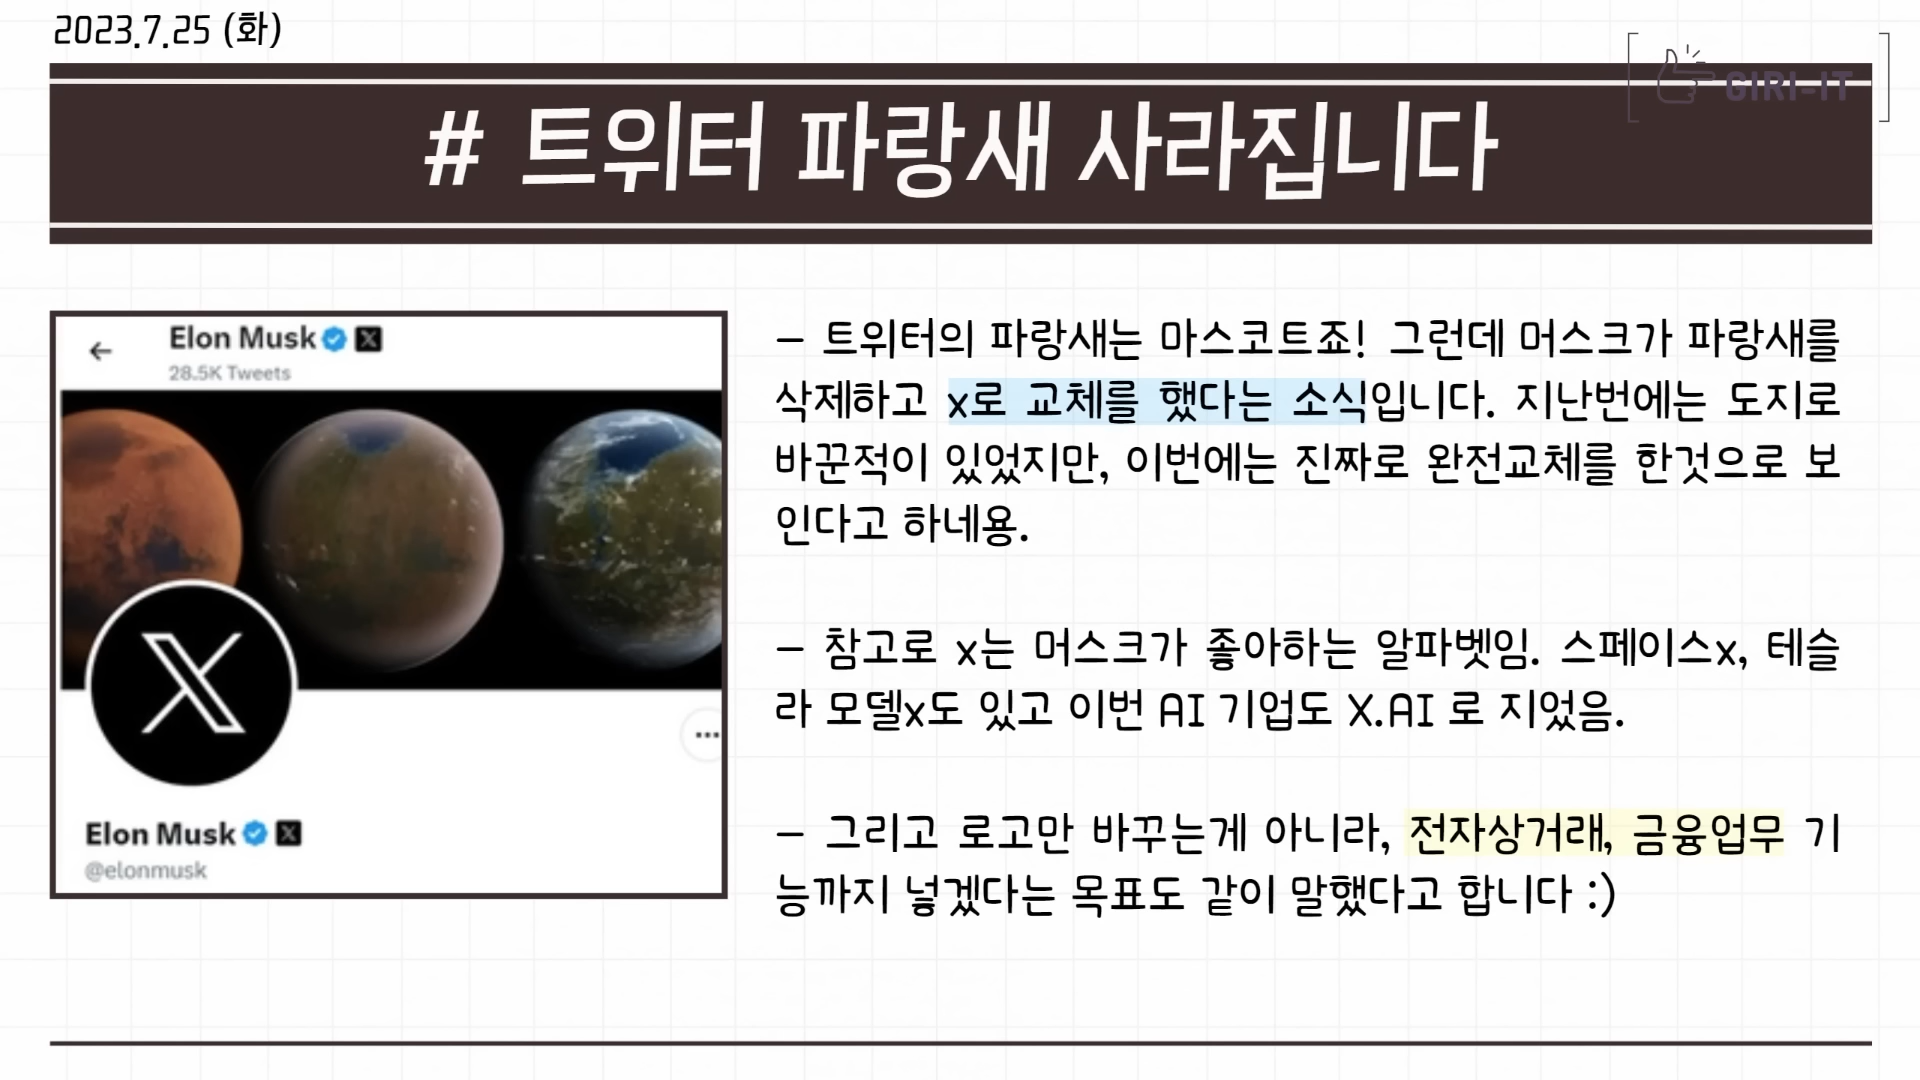 2023.7.25 (화)
GIRI-IT
# 트위터 파랑새 사라집니다
Elon Musk
28.5K Tweets
Elon Musk
@elonmusk
- 트위터의 파랑새는 마스코트죠! 그런데 머스크가 파랑새를
삭제하고 x로 교체를 했다는 소식입니다. 지난번에는 도지로
바꾼적이 있었지만, 이번에는 진짜로 완전교체를 한것으로 보
인다고 하네용.
- 참고로 x는 머스크가 좋아하는 알파벳임. 스페이스x, 테슬
라 모델x도 있고 이번 AI 기업도 X.AI 로 지었음.
- 그리고 로고만 바꾸는게 아니라, 전자상거래, 금융업무 기
능까지 넣겠다는 목표도 같이 말했다고 합니다 :)